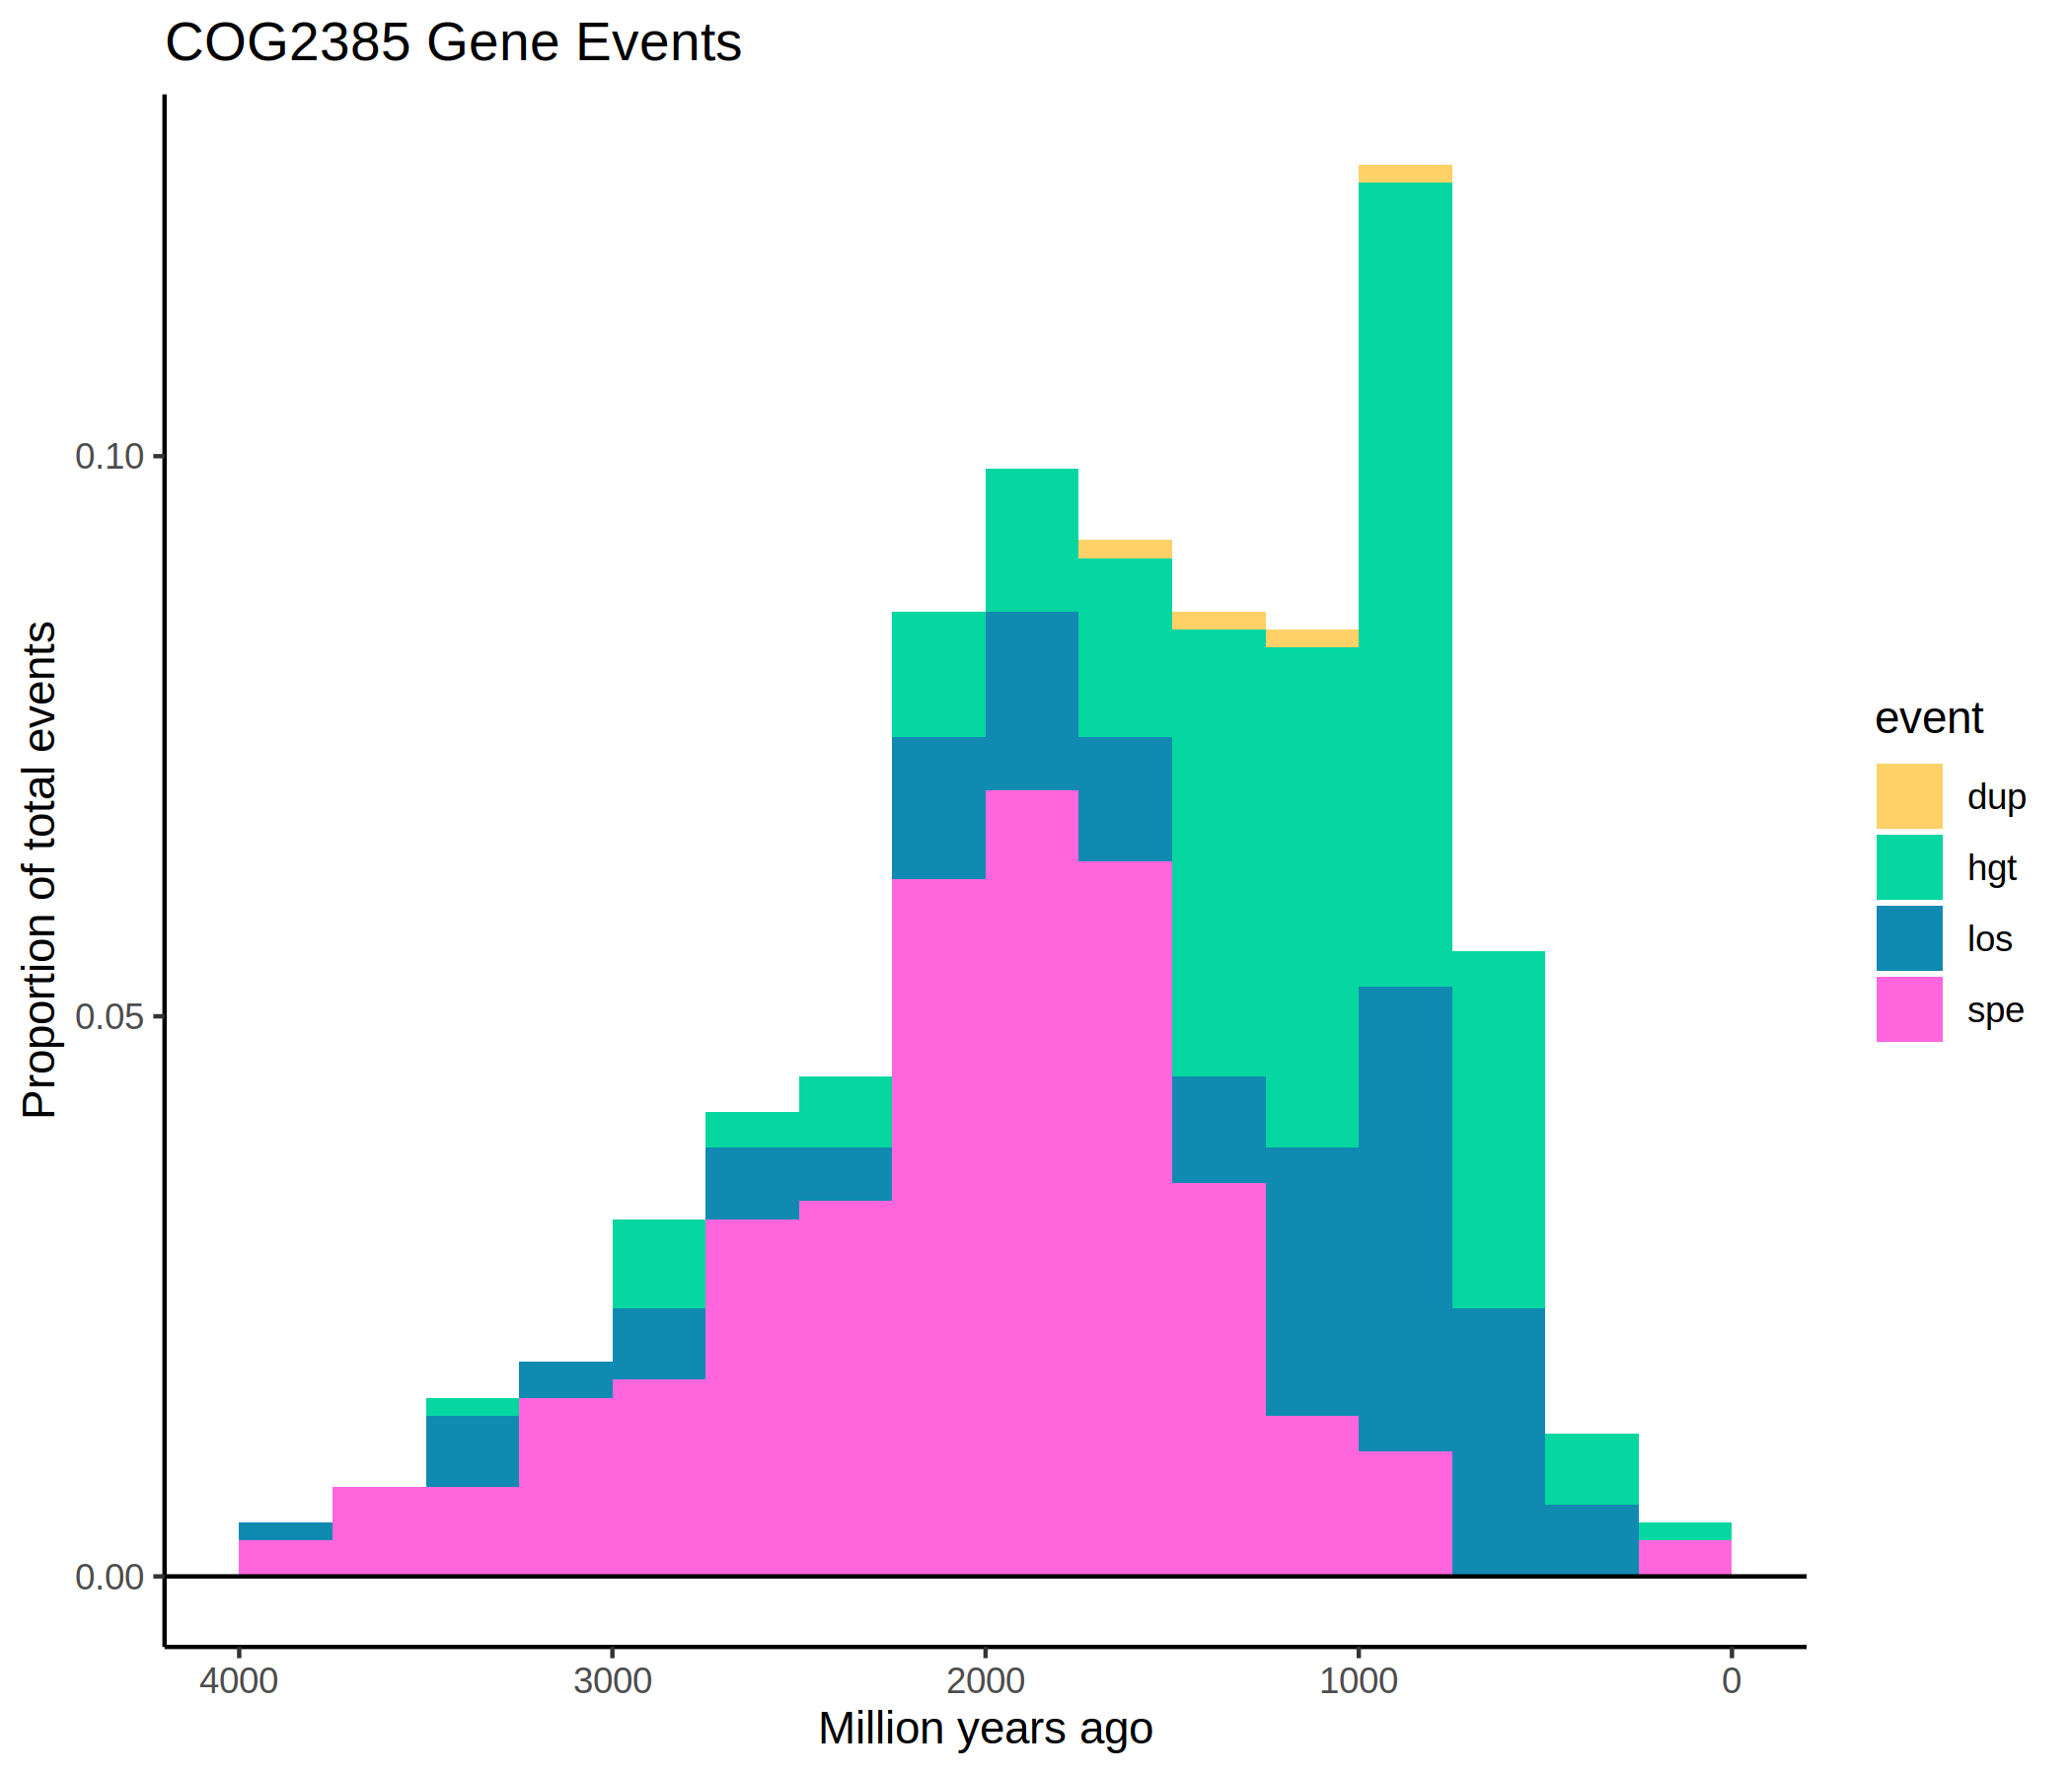 COG2385 Gene Events
Proportion of total events
0.10
0.05
0.00
4000 3000 2000 1000 0
Million years ago
event
dup
hgt
los
spe